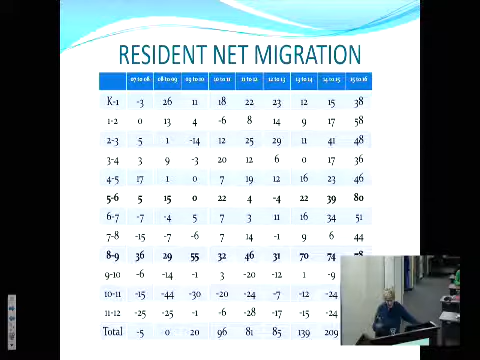 RESIDENT NET MIGRATION
07 to 08 08 to 09 09 to 10 10 to 11 11 to 12 12 to 13 13 to 14 14 to 15 15 to 16
K-1 -3 26 11 18 22 23 12 15 38
1-2 0 13 4 -6 8 14 9 17 58
2-3 5 1 -14 12 25 29 11 41 48
3-4 3 9 -3 20 12 6 0 17 36
4-5 17 1 0 7 19 12 16 23 46
5-6 5 15 0 22 4 -4 22 39 80
6-7 -7 -4 5 7 3 11 16 34 51
7-8 -15 -7 -6 7 14 -1 9 6 44
8-9 36 29 55 32 46 31 70 74
9-10 -6 -14 -1 3 -20 -12 1 -9
10-11 -15 -44 -30 -20 -24 -7 -12 -24
11-12 -25 -25 -1 -6 -28 -17 -15 -24
Total -5 0 20 96 81 85 139 209